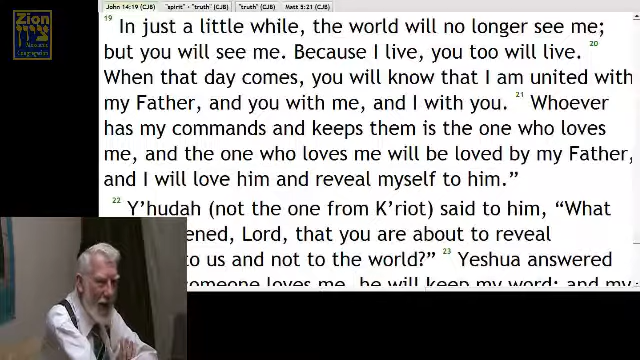 John 14:19 (CJB) "spirit" - "truth" (CJB) "truth" (CJB) Matt 5:21 (CJB)
Zion
Messianic
Congregation
19 In just a little while, the world will no longer see me;
but you will see me. Because I live, you too will live. 20
When that day comes, you will know that I am united with
my Father, and you with me, and I with you. 21 Whoever
has my commands and keeps them is the one who loves
me, and the one who loves me will be loved by my Father,
and I will love him and reveal myself to him.”
22 Y’hudah (not the one from K’riot) said to him, “What
ened, Lord, that you are about to reveal
to us and not to the world?” 23 Yeshua answered
omeone loves me, he will keep my word; and my